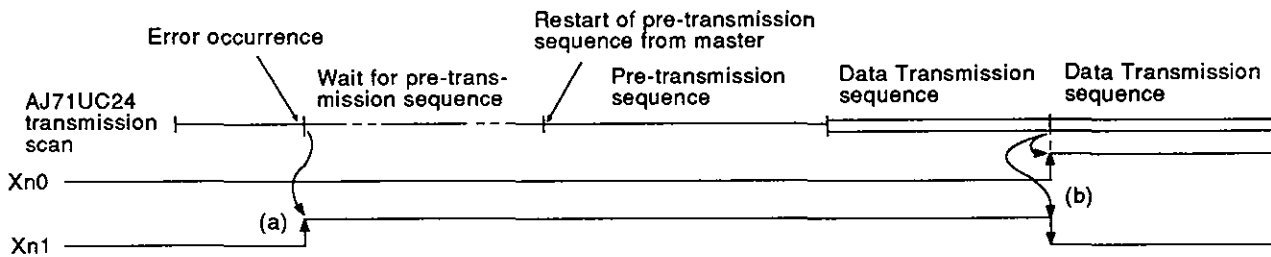 Error occurrence
Restart of pre-transmission
sequence from master
Wait for pre-trans-
mission sequence
Pre-transmission
sequence
Data Transmission
sequence
Data Transmission
sequence
AJ71UC24
transmission
scan
Xn0
(a)
(b)
Xn1